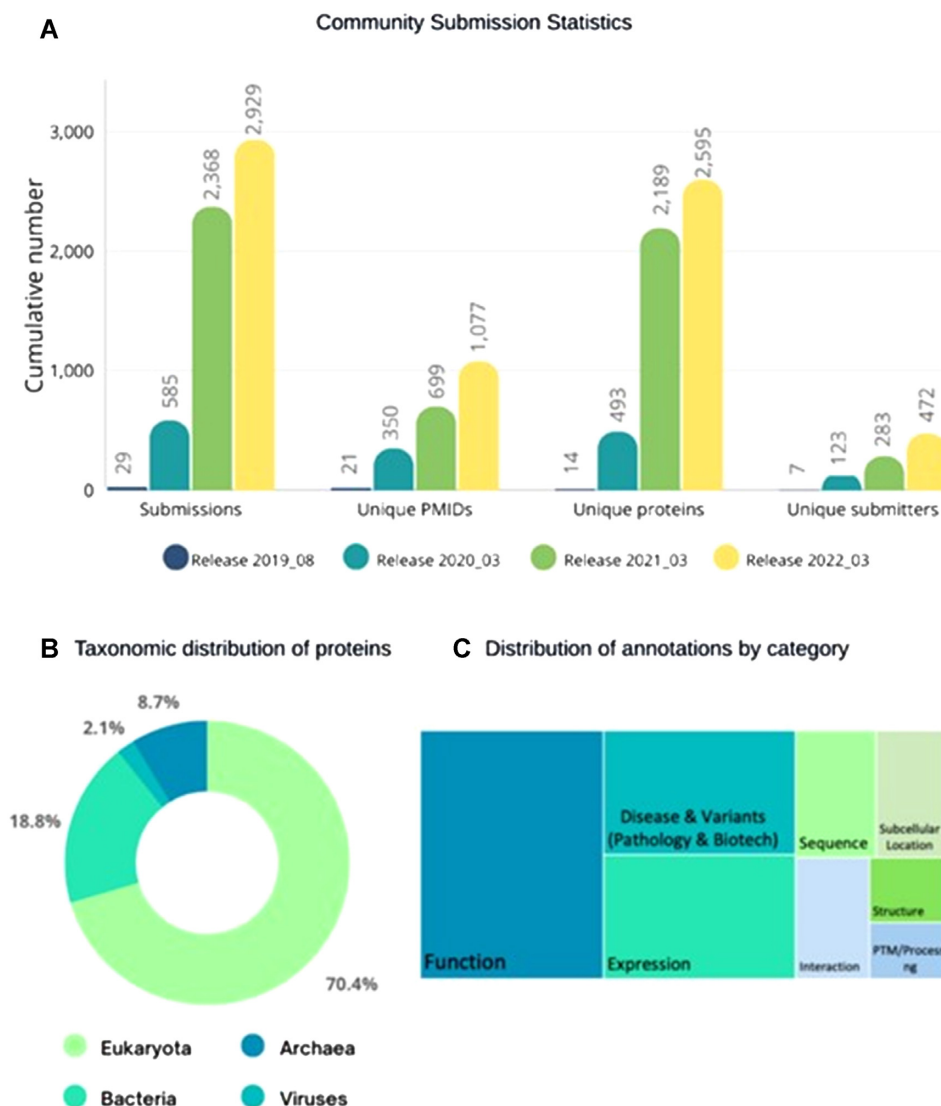 A Community Submission Statistics
Cumulative number
3,000
2,000
1,000
0
29 585 2,368 2,929
21 350 699 1,077
14 493 2,189 2,595
7 123 283 472
Submissions Unique PMIDs Unique proteins Unique submitters
Release 2019_08 Release 2020_03 Release 2021_03 Release 2022_03
B Taxonomic distribution of proteins
8.7%
2.1%
18.8%
70.4%
Eukaryota Archaea
Bacteria Viruses
C Distribution of annotations by category
Function
Disease & Variants
(Pathology & Biotech)
Expression
Sequence
Subcellular
Location
Interaction
Structure
PTM/Proces
ng